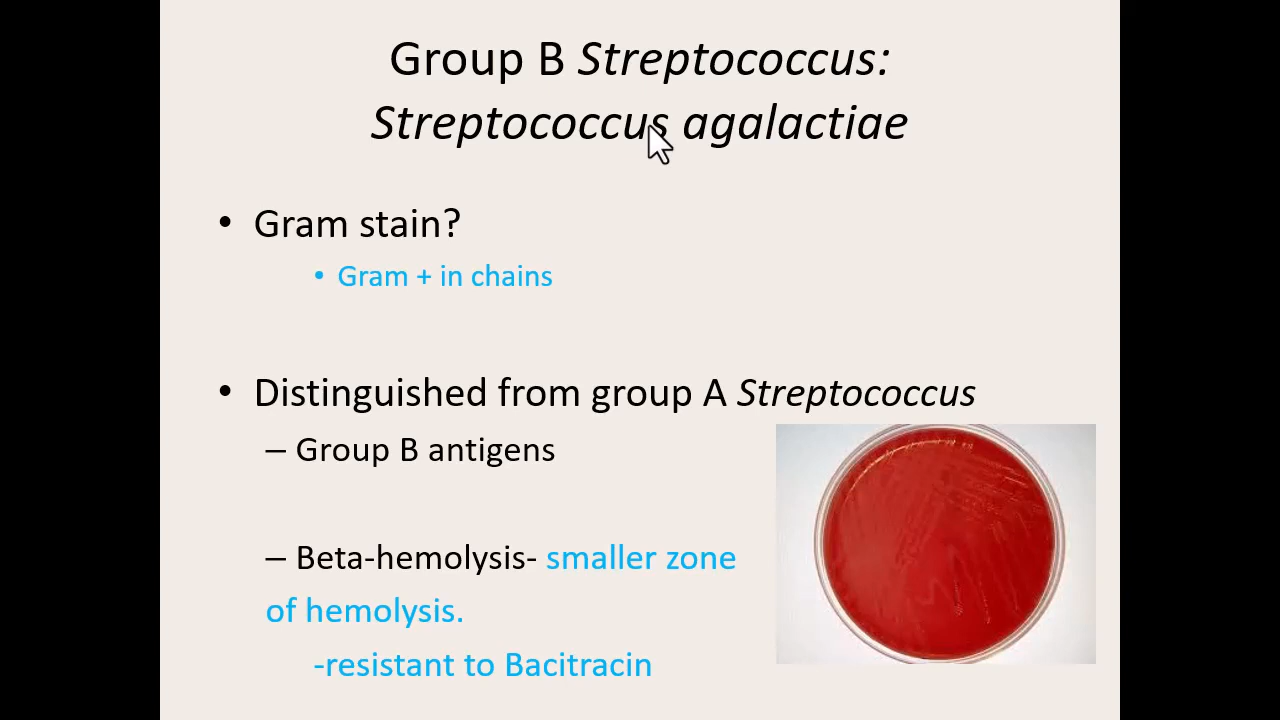 Group B Streptococcus:
Streptococcus agalactiae
• Gram stain?
• Gram + in chains
• Distinguished from group A Streptococcus
– Group B antigens
– Beta-hemolysis- smaller zone
of hemolysis.
-resistant to Bacitracin